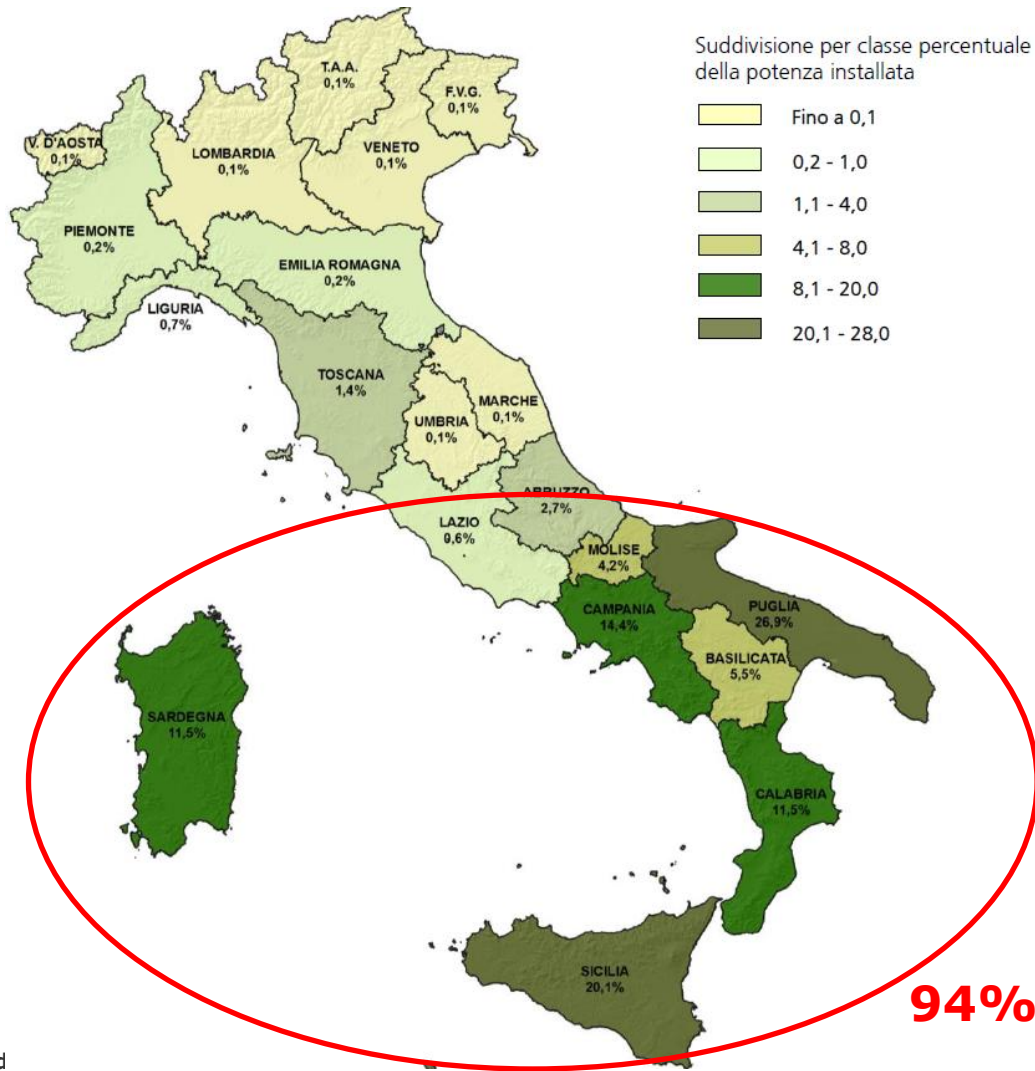 Suddivisione per classe percentuale
della potenza installata
Fino a 0,1
0,2 - 1,0
1,1 - 4,0
4,1 - 8,0
8,1 - 20,0
20,1 - 28,0
T.A.A.
0,1%
F.V.G.
0,1%
V. D'AOSTA
0,1%
LOMBARDIA
0,1%
VENETO
0,1%
PIEMONTE
0,2%
EMILIA ROMAGNA
0,2%
LIGURIA
0,7%
TOSCANA
1,4%
MARCHE
0,1%
UMBRIA
0,1%
ABRUZZO
2,7%
LAZIO
0,6%
MOLISE
4,2%
CAMPANIA
14,4%
PUGLIA
26,9%
BASILICATA
5,5%
SARDEGNA
11,5%
CALABRIA
11,5%
SICILIA
20,1%
94%
d